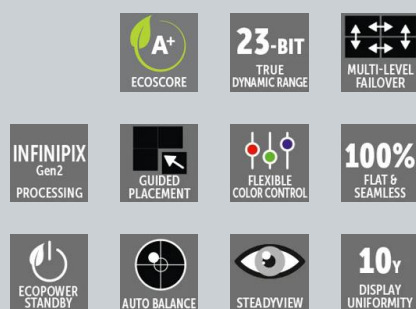 A+
ECOSCORE
23-BIT
TRUE
DYNAMIC RANGE
MULTI-LEVEL
FAILOVER
INFINIPIX
Gen2
PROCESSING
GUIDED
PLACEMENT
FLEXIBLE
COLOR CONTROL
100%
FLAT &
SEAMLESS
ECOPOWER
STANDBY
AUTO BALANCE
STEADYVIEW
10Y
DISPLAY
UNIFORMITY